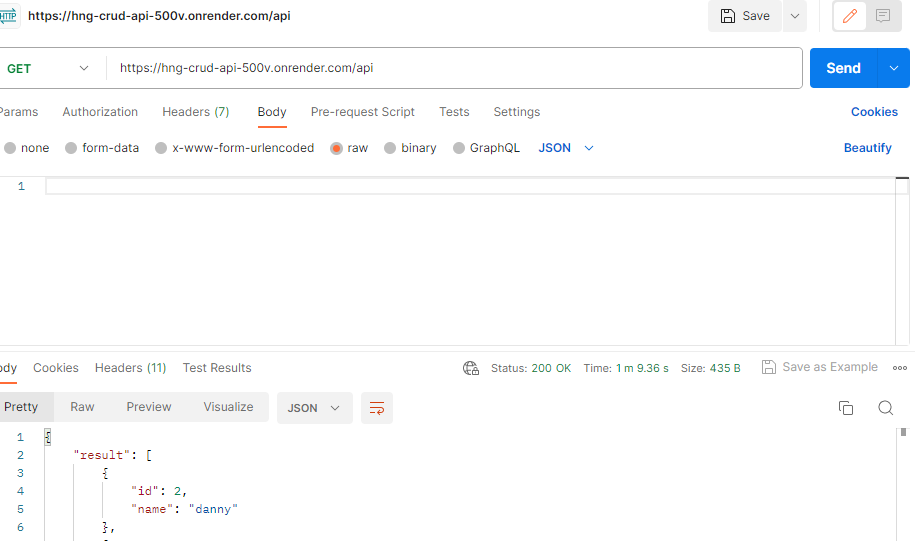 HTTP https://hng-crud-api-500v.onrender.com/api Save
GET https://hng-crud-api-500v.onrender.com/api Send
Params Authorization Headers (7) Body Pre-request Script Tests Settings Cookies
none form-data x-www-form-urlencoded raw binary GraphQL JSON Beautify
1
ody Cookies Headers (11) Test Results Status: 200 OK Time: 1 m 9.36 s Size: 435 B Save as Example
Pretty Raw Preview Visualize JSON
1 {
2 "result": [
3 {
4 "id": 2,
5 "name": "danny"
6 },